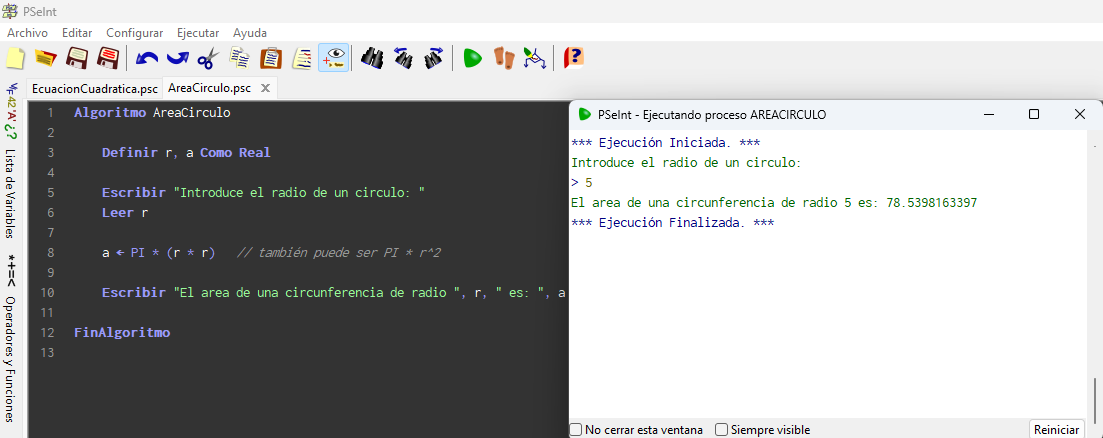 PSeInt
Archivo Editar Configurar Ejecutar Ayuda
EcuacionCuadratica.psc AreaCirculo.psc X
Lista de Variables
Operadores y Funciones
1 Algoritmo AreaCirculo
2
3 Definir r, a Como Real
4
5 Escribir "Introduce el radio de un circulo: "
6 Leer r
7
8 a ← PI * (r * r) // también puede ser PI * r^2
9
10 Escribir "El area de una circunferencia de radio ", r, " es: ", a
11
12 FinAlgoritmo
13
PSeInt - Ejecutando proceso AREACIRCULO
*** Ejecución Iniciada. ***
Introduce el radio de un circulo:
> 5
El area de una circunferencia de radio 5 es: 78.5398163397
*** Ejecución Finalizada. ***
No cerrar esta ventana Siempre visible Reiniciar